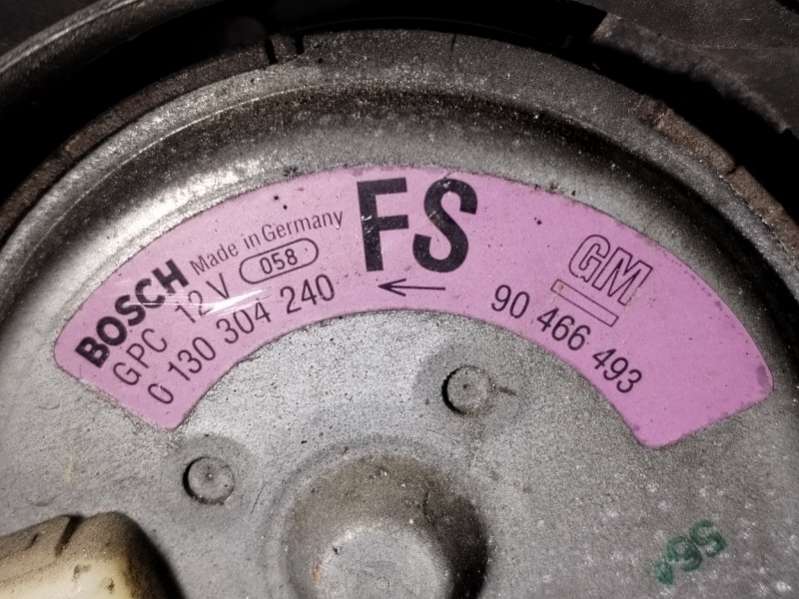 BOSCH Made in Germany
GPC 12 V 058
0 130 304 240
FS
←
GM
90 466 493